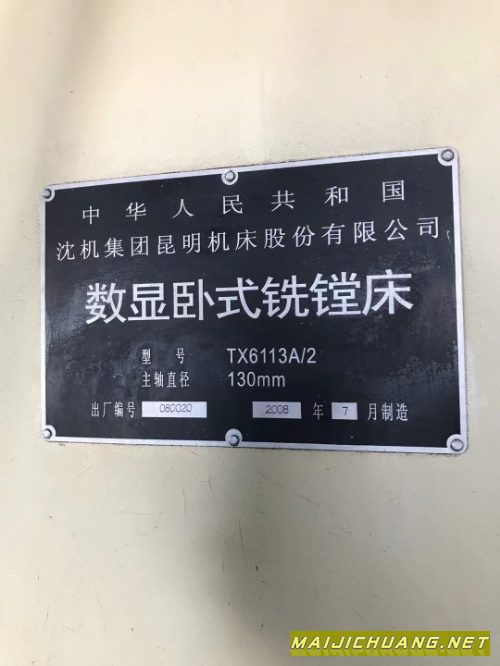 中华人民共和国
沈机集团昆明机床股份有限公司
数显卧式铣镗床
型号 TX6113A/2
主轴直径 130mm
出厂编号 080020 2008 年 7 月制造
MAIJICHUANG.NET